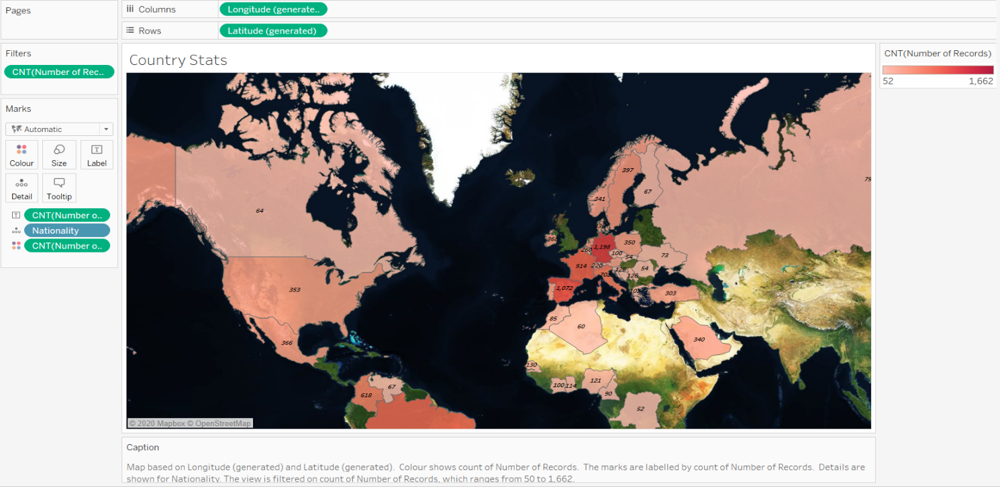 Pages
Columns
Longitude (generate..
Rows
Latitude (generated)
Filters
CNT(Number of Rec..
Marks
Automatic
Colour
Size
Label
Detail
Tooltip
CNT(Number o..
Nationality
CNT(Number o..
Country Stats
397
79
67
341
64
368
350
260
1,198
100
54
73
914
220
54
126
702
126
353
1,072
303
85
60
366
340
130
121
100
114
67
90
618
52
© 2020 Mapbox © OpenStreetMap
CNT(Number of Records)
52
1,662
Caption
Map based on Longitude (generated) and Latitude (generated). Colour shows count of Number of Records. The marks are labelled by count of Number of Records. Details are
shown for Nationality. The view is filtered on count of Number of Records, which ranges from 50 to 1,662.